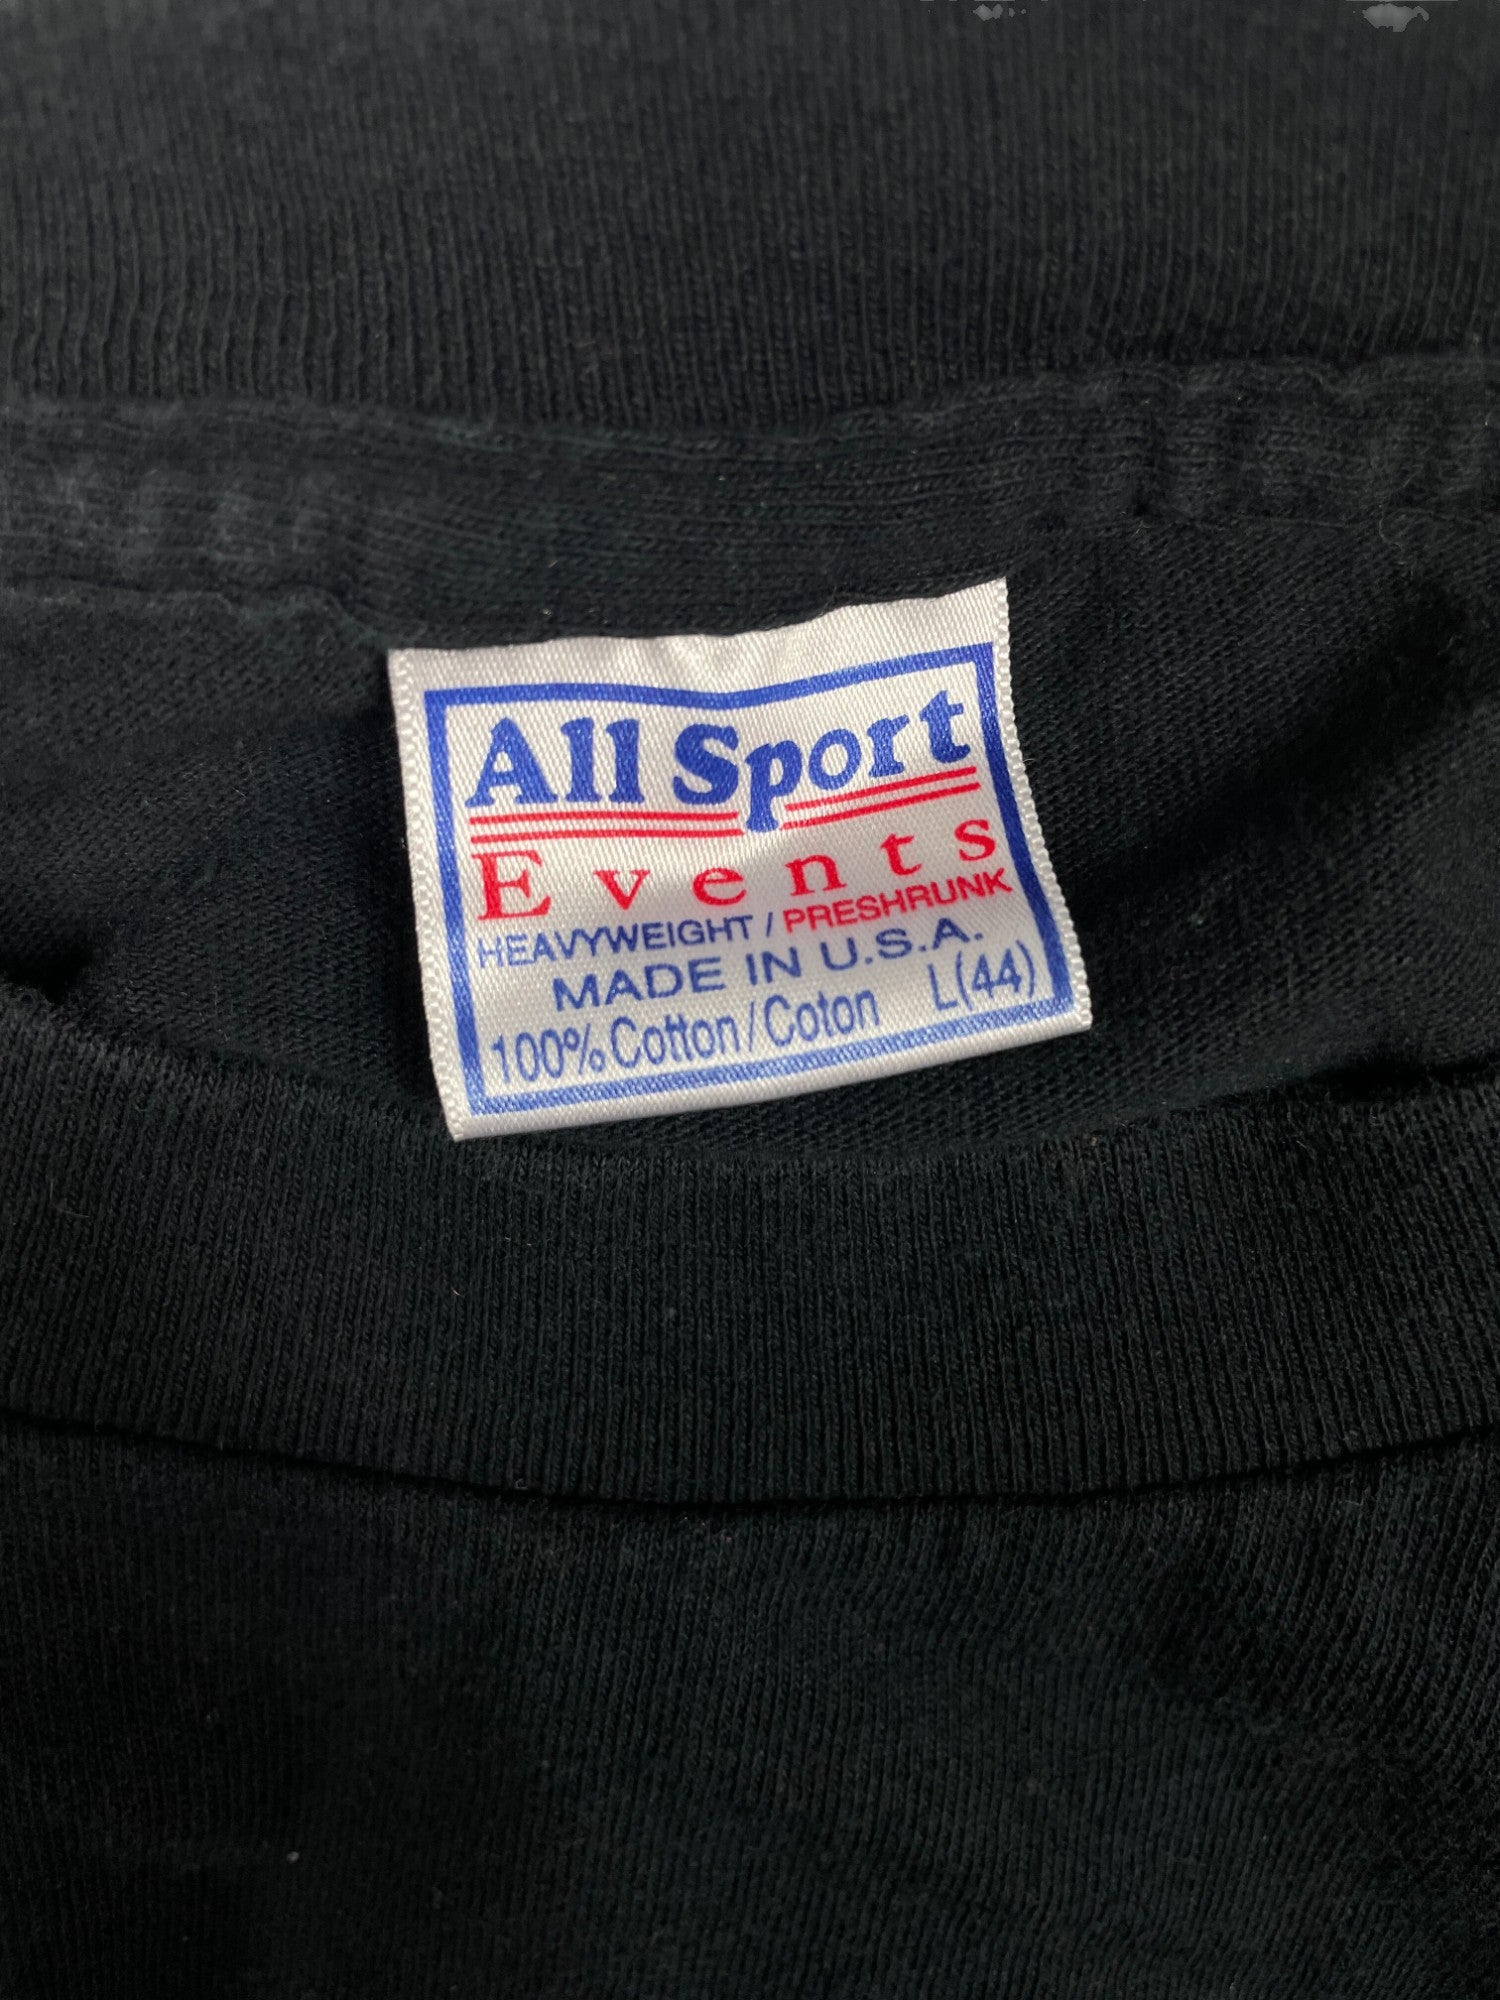 All Sport
Events
HEAVYWEIGHT / PRESHRUNK
MADE IN U.S.A.
100% Cotton/Coton L(44)